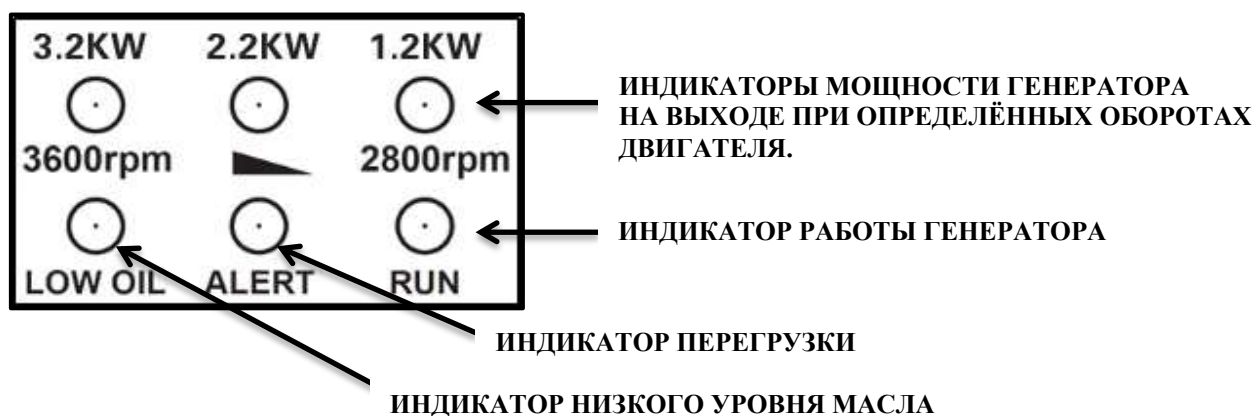 3.2KW 2.2KW 1.2KW
3600rpm 2800rpm
LOW OIL ALERT RUN
ИНДИКАТОРЫ МОЩНОСТИ ГЕНЕРАТОРА
НА ВЫХОДЕ ПРИ ОПРЕДЕЛЁННЫХ ОБОРОТАХ
ДВИГАТЕЛЯ.
ИНДИКАТОР РАБОТЫ ГЕНЕРАТОРА
ИНДИКАТОР ПЕРЕГРУЗКИ
ИНДИКАТОР НИЗКОГО УРОВНЯ МАСЛА